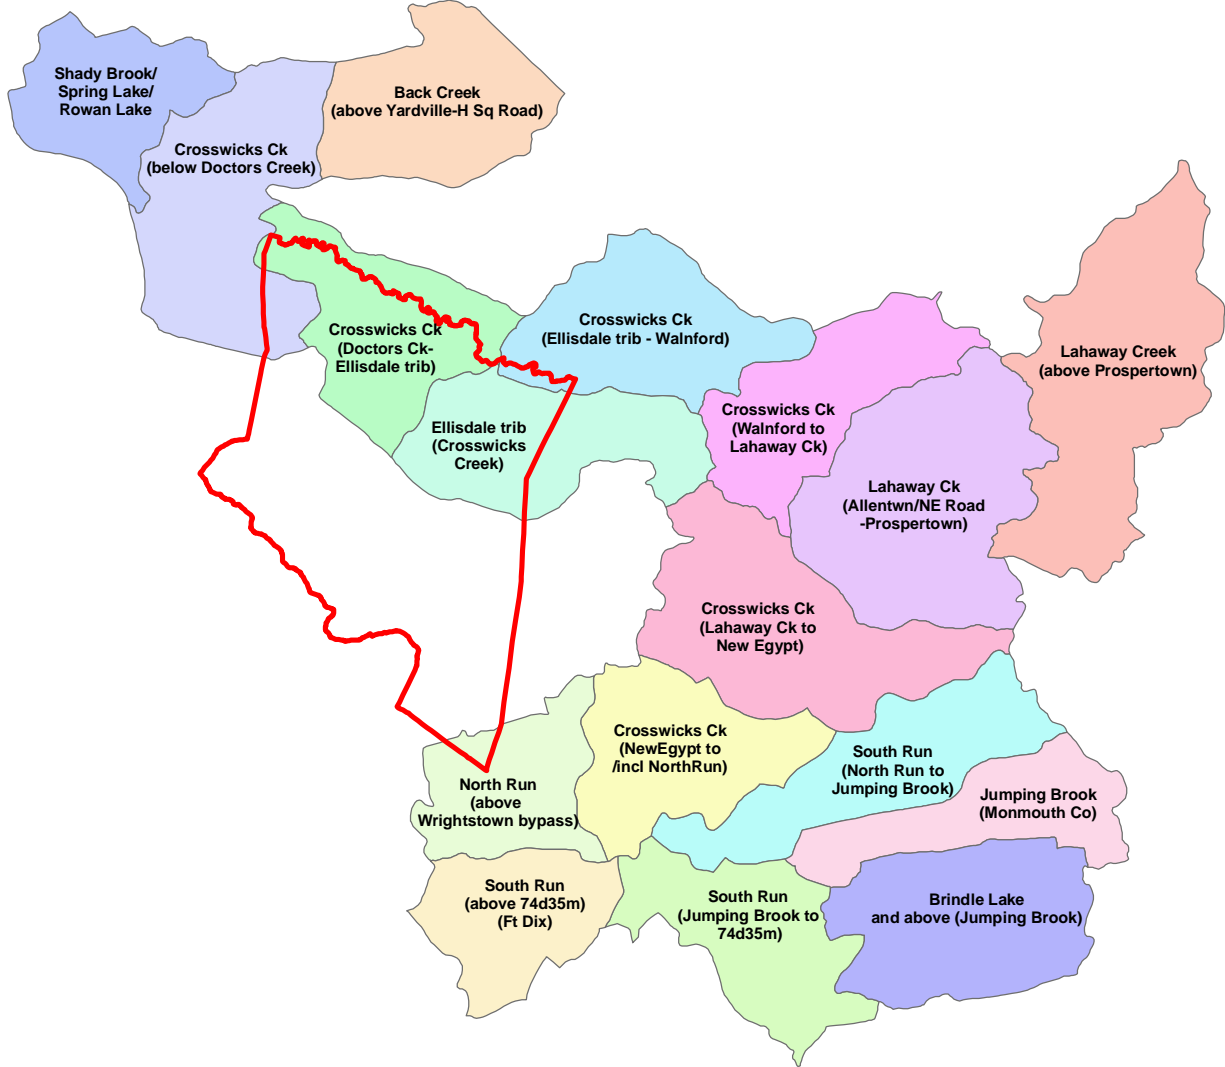 Shady Brook/
Spring Lake/
Rowan Lake
Back Creek
(above Yardville-H Sq Road)
Crosswicks Ck
(below Doctors Creek)
Crosswicks Ck
(Doctors Ck-
Ellisdale trib)
Crosswicks Ck
(Ellisdale trib - Walnford)
Lahaway Creek
(above Prospertown)
Ellisdale trib
(Crosswicks
Creek)
Crosswicks Ck
(Walnford to
Lahaway Ck)
Lahaway Ck
(Allentwn/NE Road
-Prospertown)
Crosswicks Ck
(Lahaway Ck to
New Egypt)
Crosswicks Ck
(NewEgypt to
/incl NorthRun)
South Run
(North Run to
Jumping Brook)
North Run
(above
Wrightstown bypass)
Jumping Brook
(Monmouth Co)
South Run
(above 74d35m)
(Ft Dix)
South Run
(Jumping Brook to
74d35m)
Brindle Lake
and above (Jumping Brook)